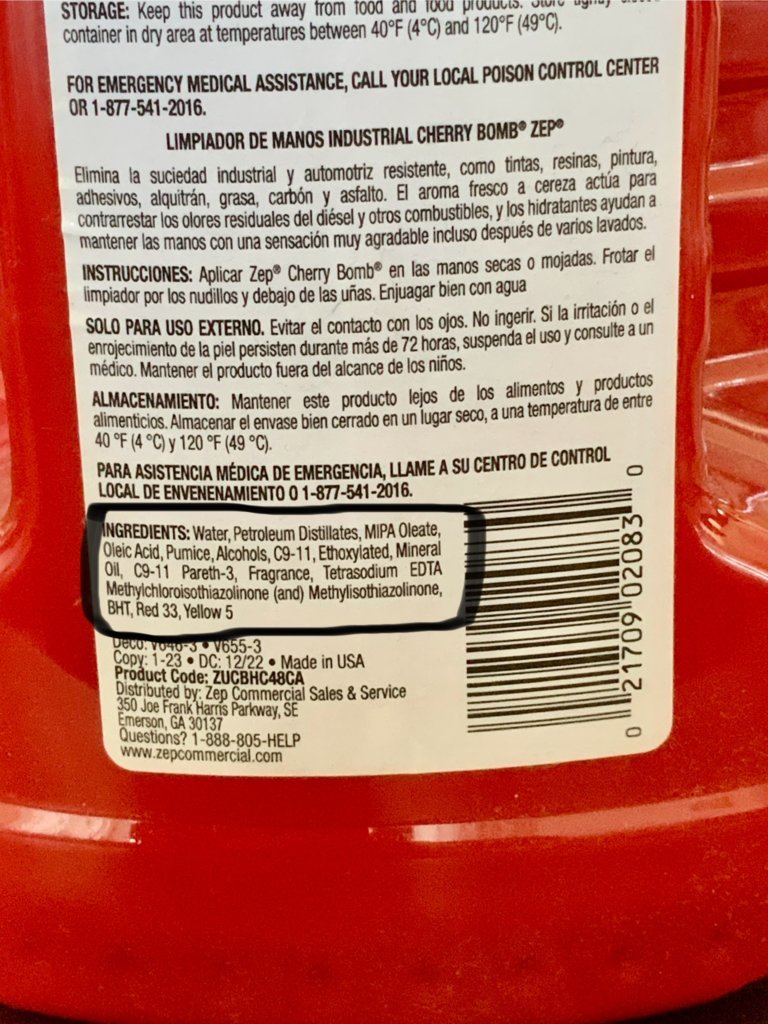 STORAGE: Keep this product away from food and food products. Store tightly closed
container in dry area at temperatures between 40°F (4°C) and 120°F (49°C).
FOR EMERGENCY MEDICAL ASSISTANCE, CALL YOUR LOCAL POISON CONTROL CENTER
OR 1-877-541-2016.
LIMPIADOR DE MANOS INDUSTRIAL CHERRY BOMB® ZEP®
Elimina la suciedad industrial y automotriz resistente, como tintas, resinas, pintura,
adhesivos, alquitrán, grasa, carbón y asfalto. El aroma fresco a cereza actúa para
contrarrestar los olores residuales del diésel y otros combustibles, y los hidratantes ayudan a
mantener las manos con una sensación muy agradable incluso después de varios lavados.
INSTRUCCIONES: Aplicar Zep® Cherry Bomb® en las manos secas o mojadas. Frotar el
limpiador por los nudillos y debajo de las uñas. Enjuagar bien con agua
SOLO PARA USO EXTERNO. Evitar el contacto con los ojos. No ingerir. Si la irritación o el
enrojecimiento de la piel persisten durante más de 72 horas, suspenda el uso y consulte a un
médico. Mantener el producto fuera del alcance de los niños.
ALMACENAMIENTO: Mantener este producto lejos de los alimentos y productos
alimenticios. Almacenar el envase bien cerrado en un lugar seco, a una temperatura de entre
40 °F (4 °C) y 120 °F (49 °C).
PARA ASISTENCIA MÉDICA DE EMERGENCIA, LLAME A SU CENTRO DE CONTROL
LOCAL DE ENVENENAMIENTO O 1-877-541-2016.
INGREDIENTS: Water, Petroleum Distillates, MIPA Oleate,
Oleic Acid, Pumice, Alcohols, C9-11, Ethoxylated, Mineral
Oil, C9-11 Pareth-3, Fragrance, Tetrasodium EDTA
Methylchloroisothiazolinone (and) Methylisothiazolinone,
BHT, Red 33, Yellow 5
Deco: V646-3 • V655-3
Copy: 1-23 • DC: 12/22 • Made in USA
Product Code: ZUCBHC48CA
Distributed by: Zep Commercial Sales & Service
350 Joe Frank Harris Parkway, SE
Emerson, GA 30137
Questions? 1-888-805-HELP
www.zepcommercial.com
0 21709 02083 0